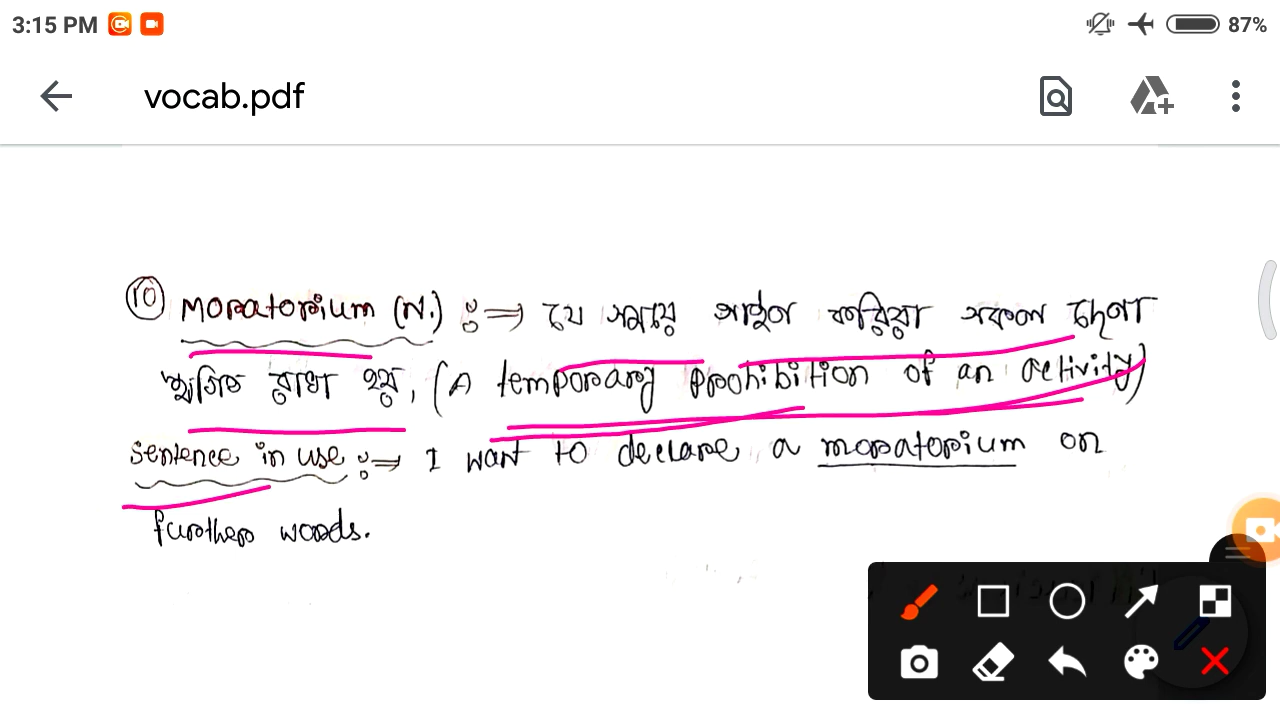 3:15 PM 87%
vocab.pdf
(10) Moratorium (N.) :⇒ যে সময়ে আইন করিয়া সকল দেনা
স্থগিত রাখা হয়, (A temporary prohibition of an activity)
Sentence in use :⇒ I want to declare a moratorium on
further words.